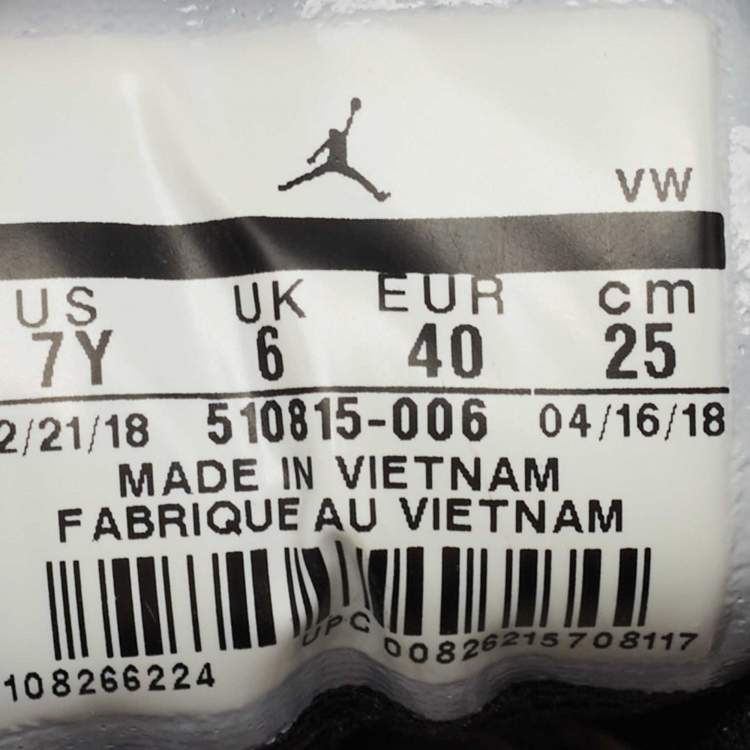 VW
US UK EUR cm
7Y 6 40 25
2/21/18 510815-006 04/16/18
MADE IN VIETNAM
FABRIQUE AU VIETNAM
UPC 00826215708117
108266224